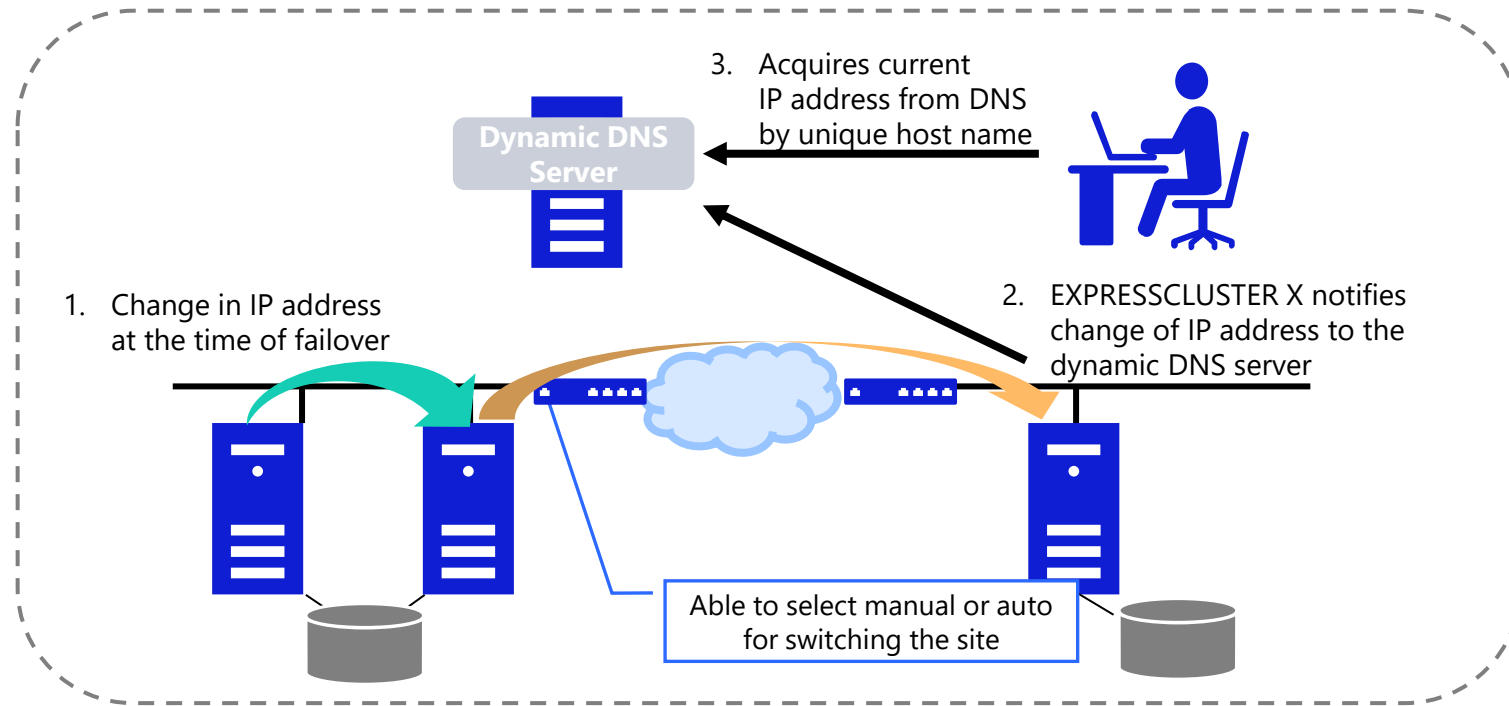 3. Acquires current
IP address from DNS
by unique host name
Dynamic DNS
Server
1. Change in IP address
at the time of failover
2. EXPRESSCLUSTER X notifies
change of IP address to the
dynamic DNS server
Able to select manual or auto
for switching the site